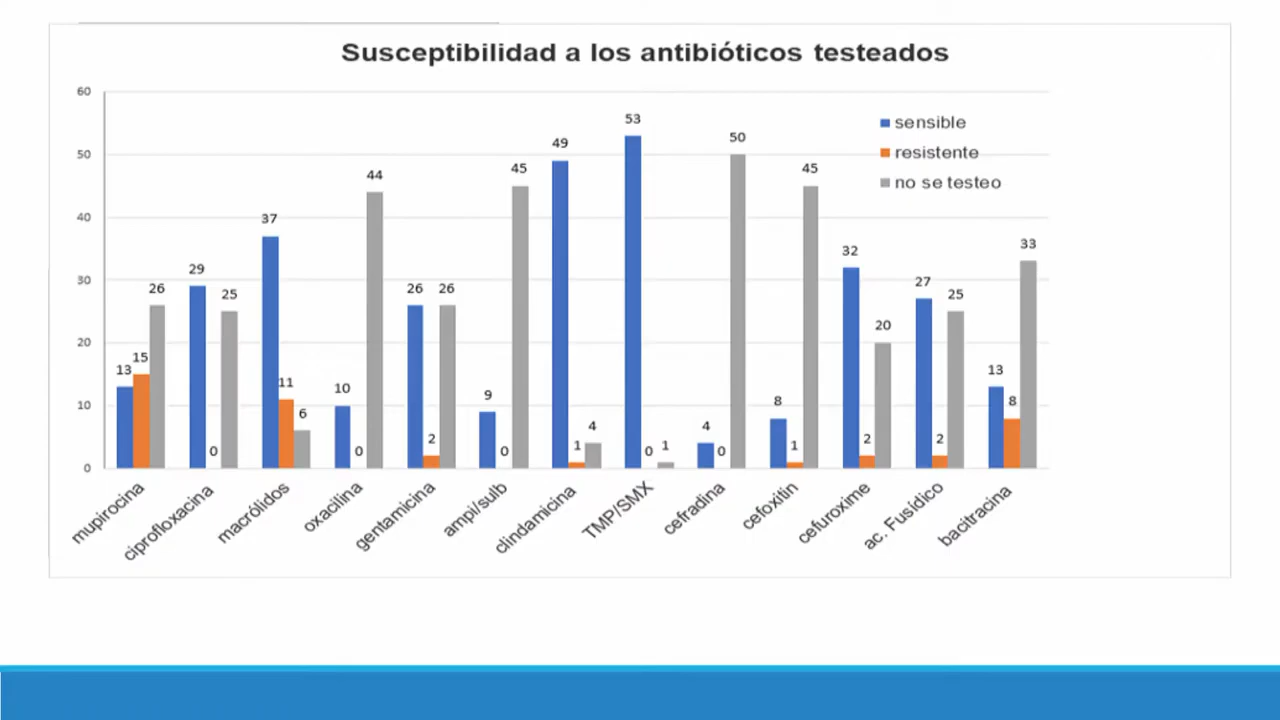 Susceptibilidad a los antibióticos testeados
60
50
40
30
20
10
0
sensible
resistente
no se testeo
13 15 26
29 0 25
37 11 6
10 0 44
26 2 26
9 0 45
49 1 4
53 0 1
4 0 50
8 1 45
32 2 20
27 2 25
13 8 33
mupirocina
ciprofloxacina
macrólidos
oxacilina
gentamicina
ampi/sulb
clindamicina
TMP/SMX
cefradina
cefoxitin
cefuroxime
ac. Fusídico
bacitracina